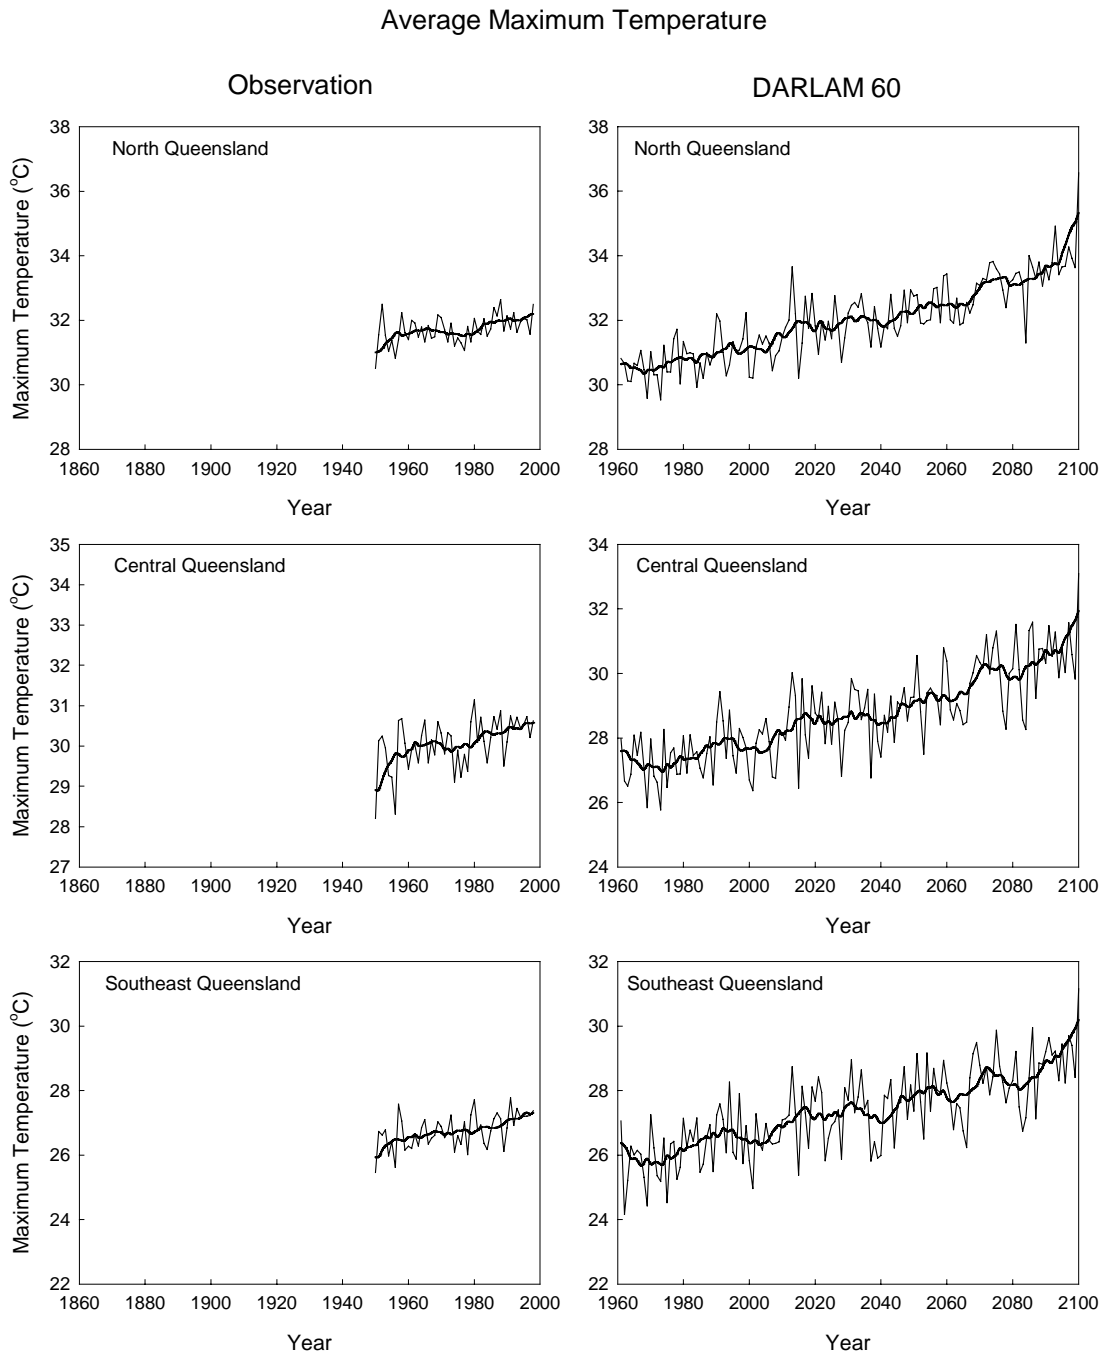 Average Maximum Temperature
Observation
DARLAM 60
North Queensland
Maximum Temperature (°C)
38
36
34
32
30
28
1860 1880 1900 1920 1940 1960 1980 2000
Year
North Queensland
38
36
34
32
30
28
1960 1980 2000 2020 2040 2060 2080 2100
Year
Central Queensland
Maximum Temperature (°C)
35
34
33
32
31
30
29
28
27
1860 1880 1900 1920 1940 1960 1980 2000
Year
Central Queensland
34
32
30
28
26
24
1960 1980 2000 2020 2040 2060 2080 2100
Year
Southeast Queensland
Maximum Temperature (°C)
32
30
28
26
24
22
1860 1880 1900 1920 1940 1960 1980 2000
Year
Southeast Queensland
32
30
28
26
24
22
1960 1980 2000 2020 2040 2060 2080 2100
Year